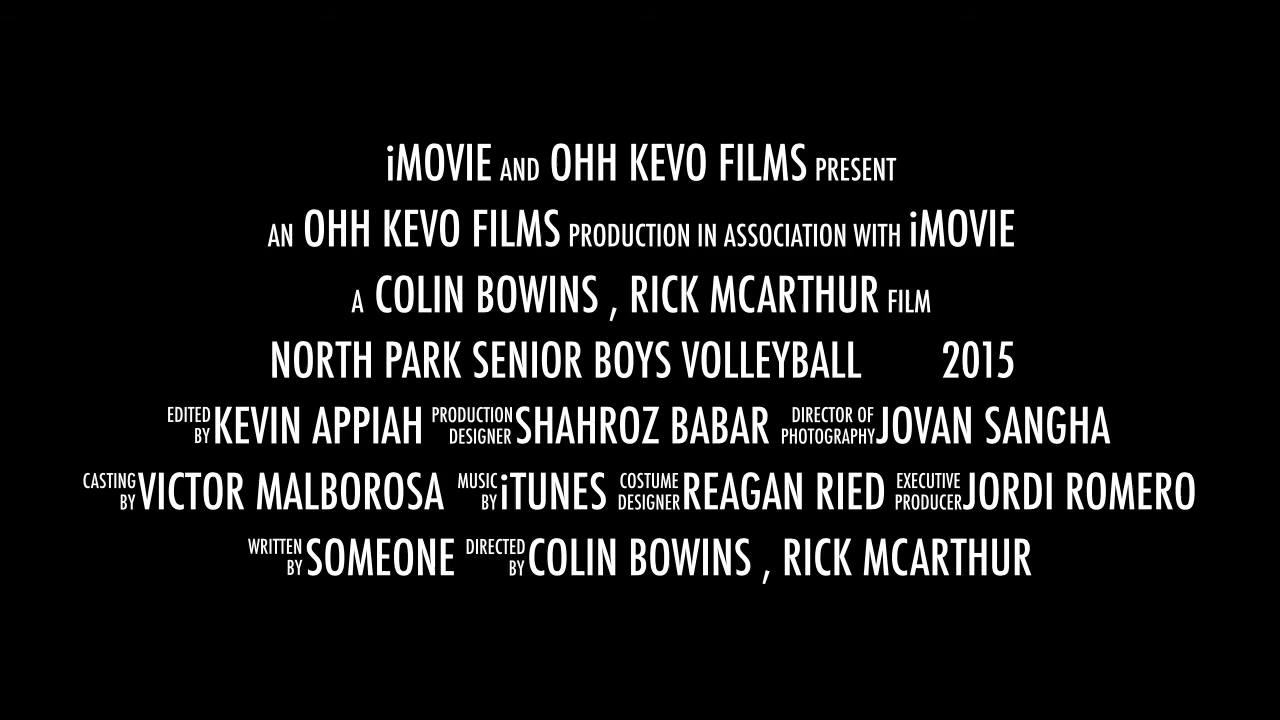 iMOVIE AND OHH KEVO FILMS PRESENT
AN OHH KEVO FILMS PRODUCTION IN ASSOCIATION WITH iMOVIE
A COLIN BOWINS , RICK MCARTHUR FILM
NORTH PARK SENIOR BOYS VOLLEYBALL 2015
EDITED BY KEVIN APPIAH PRODUCTION DESIGNER SHAHROZ BABAR DIRECTOR OF PHOTOGRAPHY JOVAN SANGHA
CASTING BY VICTOR MALBOROSA MUSIC BY iTUNES COSTUME DESIGNER REAGAN RIED EXECUTIVE PRODUCER JORDI ROMERO
WRITTEN BY SOMEONE DIRECTED BY COLIN BOWINS , RICK MCARTHUR